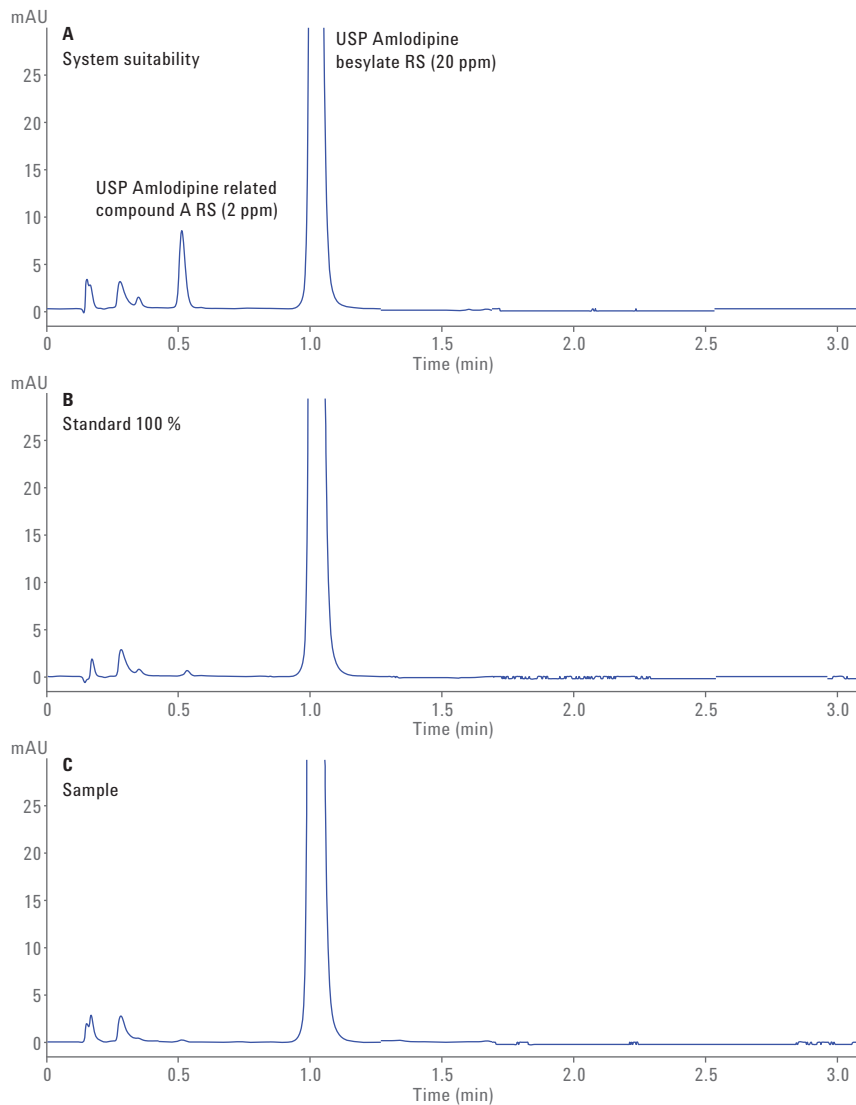 mAU
A
System suitability
USP Amlodipine
besylate RS (20 ppm)
USP Amlodipine related
compound A RS (2 ppm)
25
20
15
10
5
0
0 0.5 1.0 1.5 2.0 2.5 3.0
Time (min)
mAU
B
Standard 100 %
25
20
15
10
5
0
0 0.5 1.0 1.5 2.0 2.5 3.0
Time (min)
mAU
C
Sample
25
20
15
10
5
0
0 0.5 1.0 1.5 2.0 2.5 3.0
Time (min)